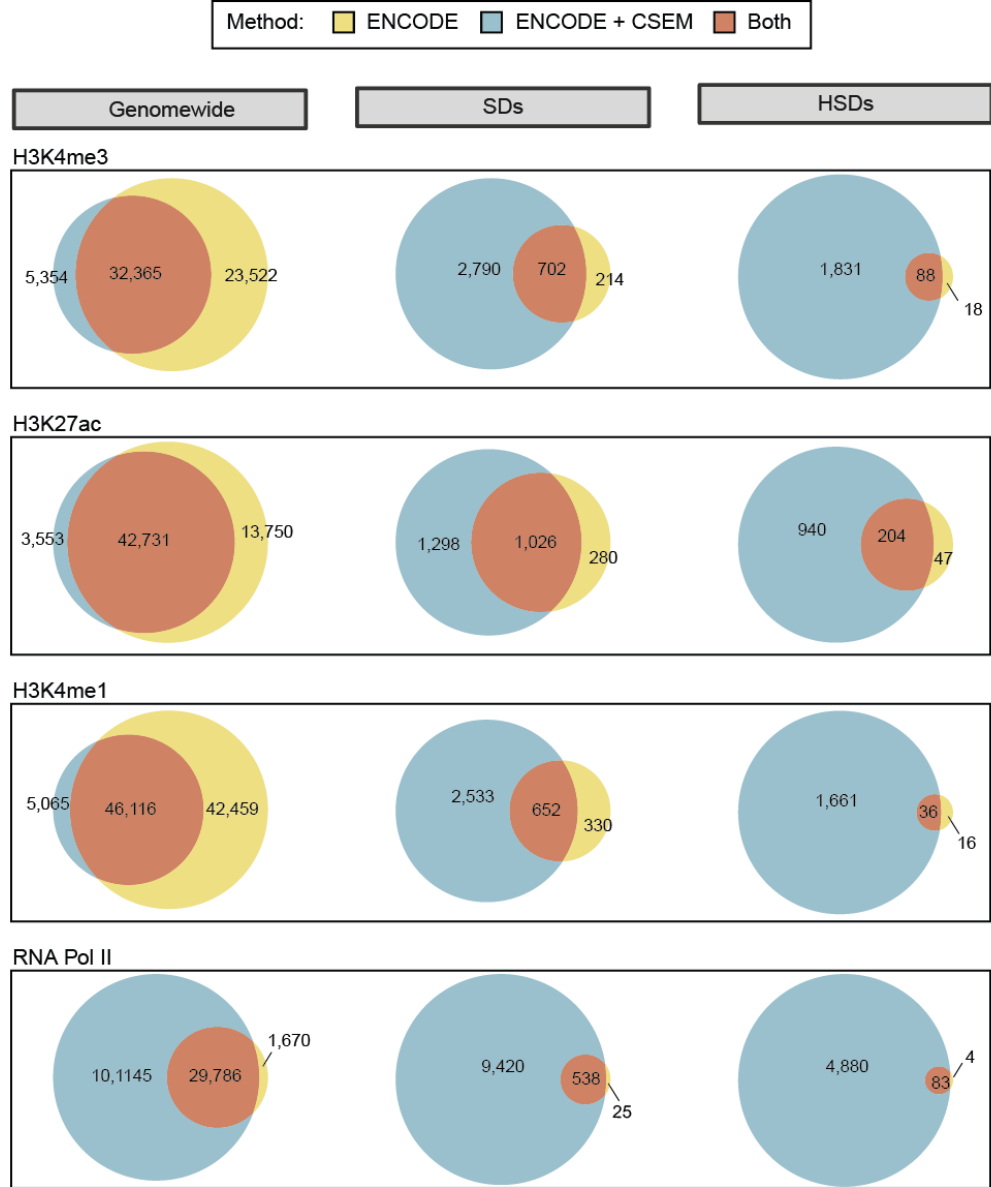 Method: ENCODE ENCODE + CSEM Both
Genomewide SDs HSDs
H3K4me3
5,354 32,365 23,522 2,790 702 214 1,831 88 18
H3K27ac
3,553 42,731 13,750 1,298 1,026 280 940 204 47
H3K4me1
5,065 46,116 42,459 2,533 652 330 1,661 36 16
RNA Pol II
10,1145 29,786 1,670 9,420 538 25 4,880 83 4